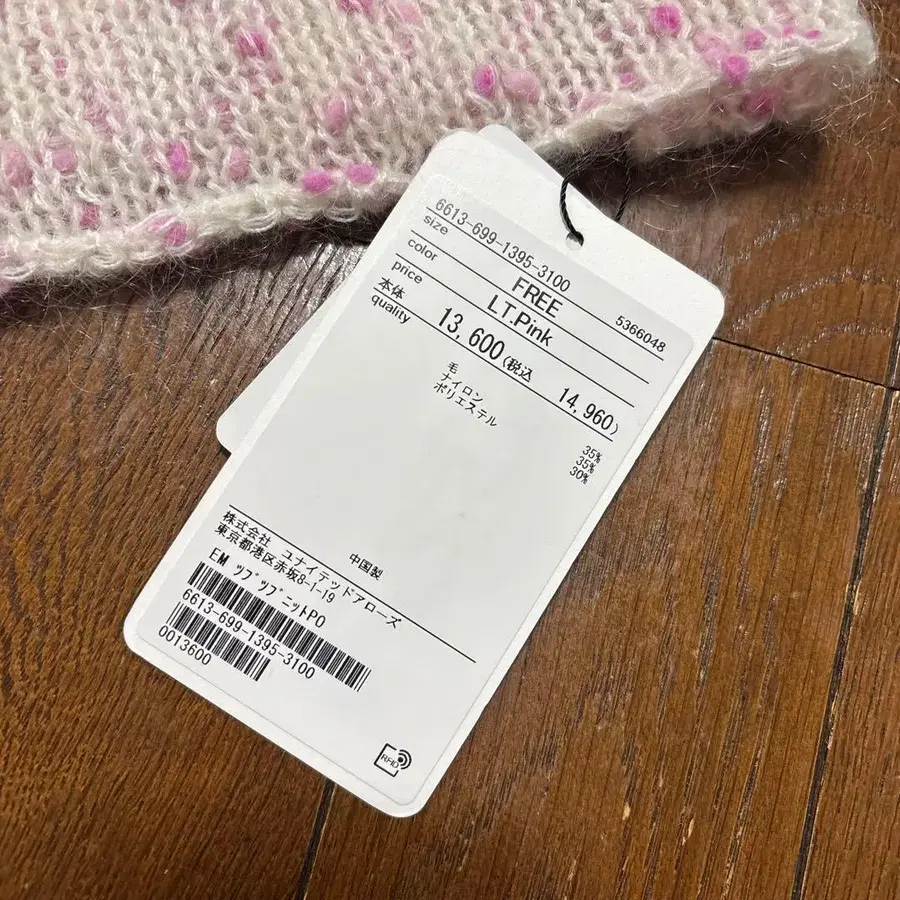 6613-699-1395-3100
size FREE 5366048
color LT.Pink
price
本体 13,600(税込 14,960)
quality
毛 35%
ナイロン 35%
ポリエステル 30%
中国製
株式会社 ユナイテッドアローズ
東京都港区赤坂8-1-19
EM ツブツブニットPO
6613-699-1395-3100
0013600
RFID